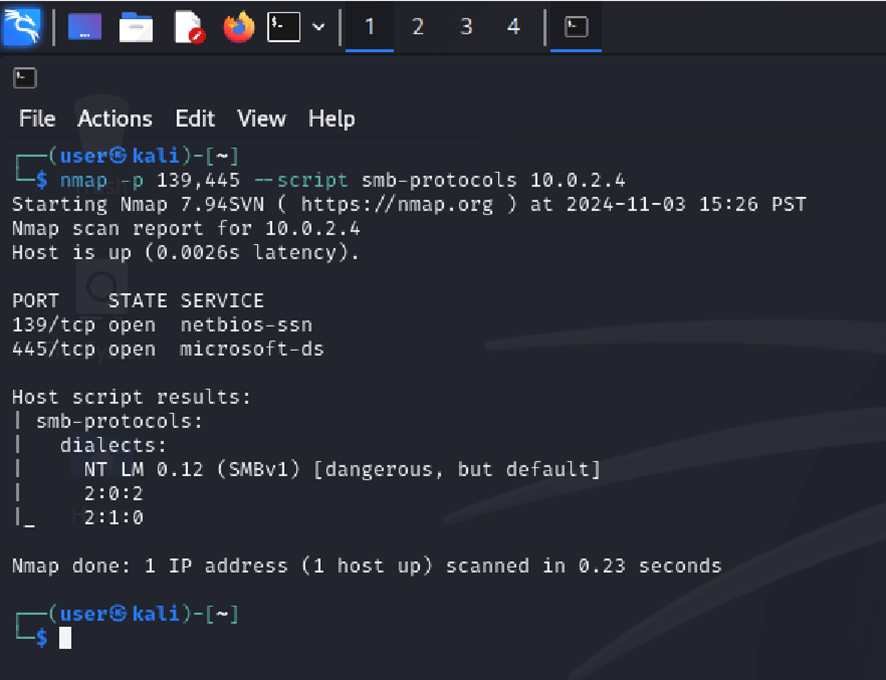 1 2 3 4
File Actions Edit View Help
┌──(user㉿kali)-[~]
└─$ nmap -p 139,445 --script smb-protocols 10.0.2.4
Starting Nmap 7.94SVN ( https://nmap.org ) at 2024-11-03 15:26 PST
Nmap scan report for 10.0.2.4
Host is up (0.0026s latency).
PORT    STATE SERVICE
139/tcp open  netbios-ssn
445/tcp open  microsoft-ds
Host script results:
| smb-protocols:
|   dialects:
|     NT LM 0.12 (SMBv1) [dangerous, but default]
|     2:0:2
|_    2:1:0
Nmap done: 1 IP address (1 host up) scanned in 0.23 seconds
┌──(user㉿kali)-[~]
└─$